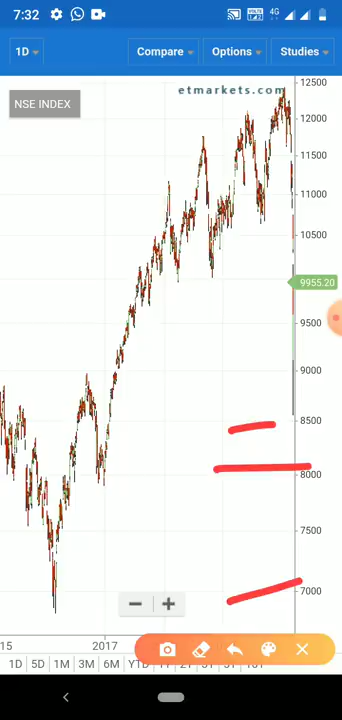 7:32
4G
1D
Compare
Options
Studies
etmarkets.com
NSE INDEX
12500
12000
11500
11000
10500
9955.20
9500
9000
8500
8000
7500
7000
15
2017
1D 5D 1M 3M 6M YTD